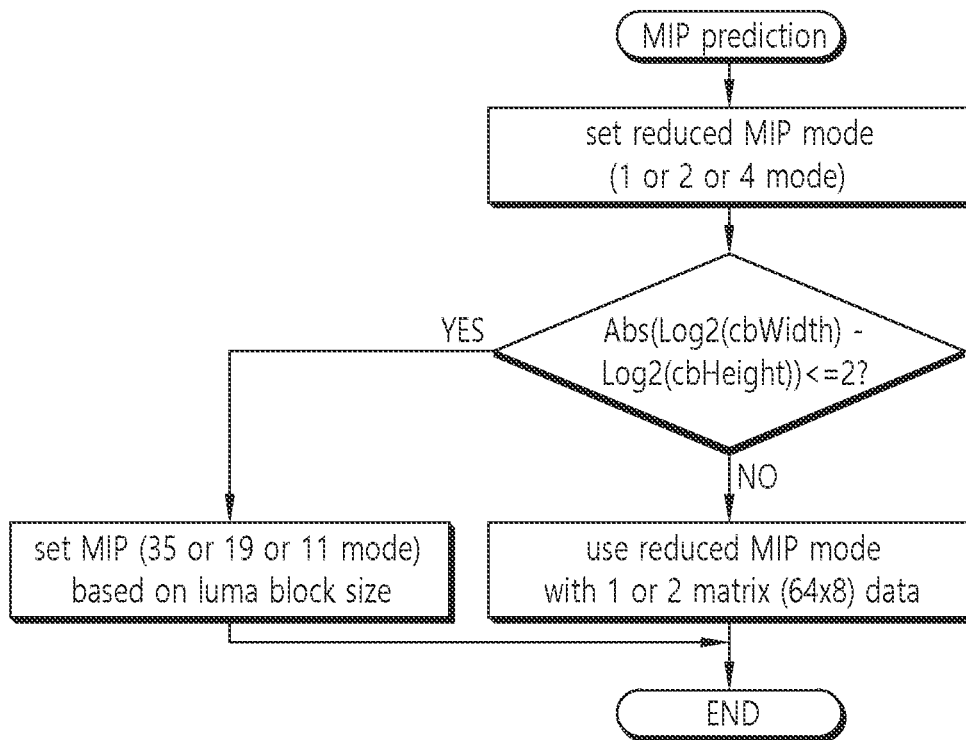 MIP prediction
set reduced MIP mode
(1 or 2 or 4 mode)
YES
Abs(Log2(cbWidth) -
Log2(cbHeight))<=2?
NO
set MIP (35 or 19 or 11 mode)
based on luma block size
use reduced MIP mode
with 1 or 2 matrix (64x8) data
END